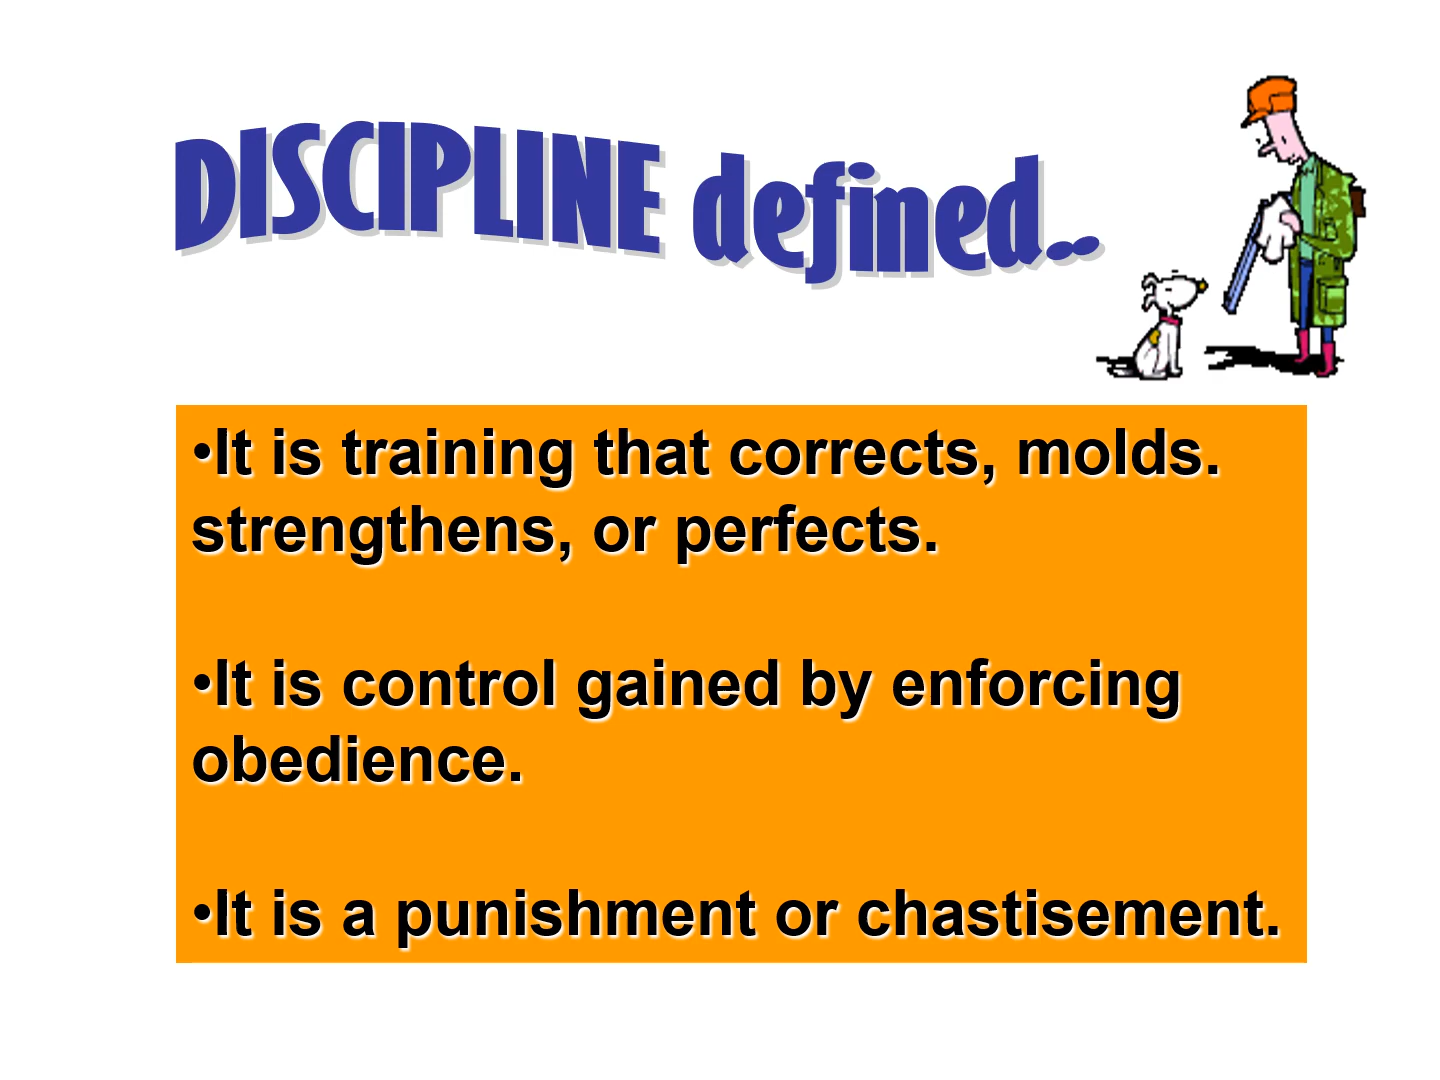 DISCIPLINE defined..
•It is training that corrects, molds.
strengthens, or perfects.
•It is control gained by enforcing
obedience.
•It is a punishment or chastisement.